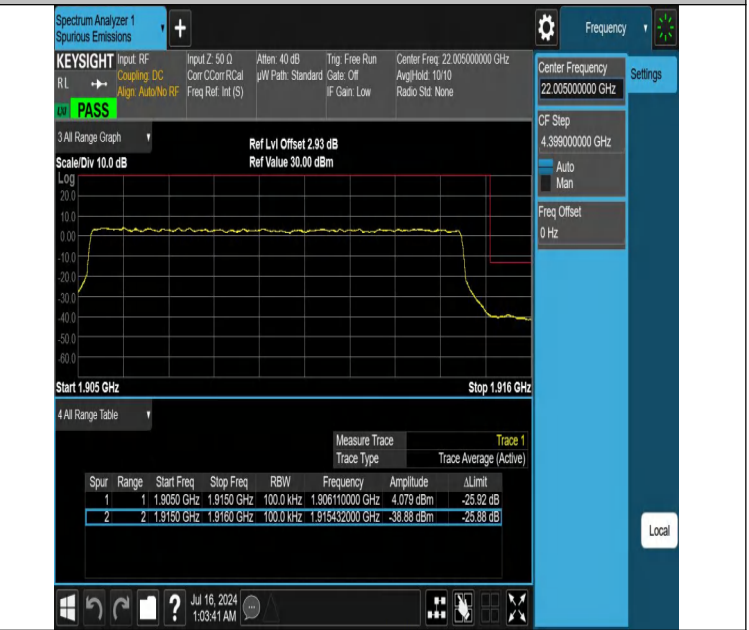 Spectrum Analyzer 1
Spurious Emissions
+
Frequency
KEYSIGHT
R L
LXI
PASS
Input: RF
Coupling: DC
Align: Auto/No RF
Input Z: 50 Ω
Corr CCorr RCal
Freq Ref: Int (S)
Atten: 40 dB
µW Path: Standard
Trig: Free Run
Gate: Off
IF Gain: Low
Center Freq: 22.005000000 GHz
Avg|Hold: 10/10
Radio Std: None
Center Frequency
22.005000000 GHz
Settings
CF Step
4.399000000 GHz
Auto
Man
Freq Offset
0 Hz
3 All Range Graph
Ref Lvl Offset 2.93 dB
Scale/Div 10.0 dB
Ref Value 30.00 dBm
Log
20.0
10.0
0.00
-10.0
-20.0
-30.0
-40.0
-50.0
-60.0
Start 1.905 GHz
Stop 1.916 GHz
4 All Range Table
Measure Trace Trace 1
Trace Type Trace Average (Active)
Spur Range Start Freq Stop Freq RBW Frequency Amplitude ΔLimit
1 1 1.9050 GHz 1.9150 GHz 100.0 kHz 1.906110000 GHz 4.079 dBm -25.92 dB
2 2 1.9150 GHz 1.9160 GHz 100.0 kHz 1.915432000 GHz -38.88 dBm -25.88 dB
Local
?
Jul 16, 2024
1:03:41 AM